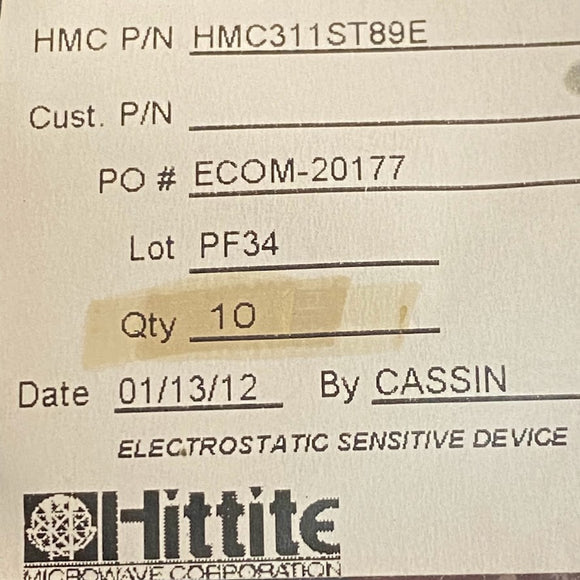 HMC P/N HMC311ST89E
Cust. P/N
PO # ECOM-20177
Lot PF34
Qty 10
Date 01/13/12 By CASSIN
ELECTROSTATIC SENSITIVE DEVICE
Hittite
MICROWAVE CORPORATION